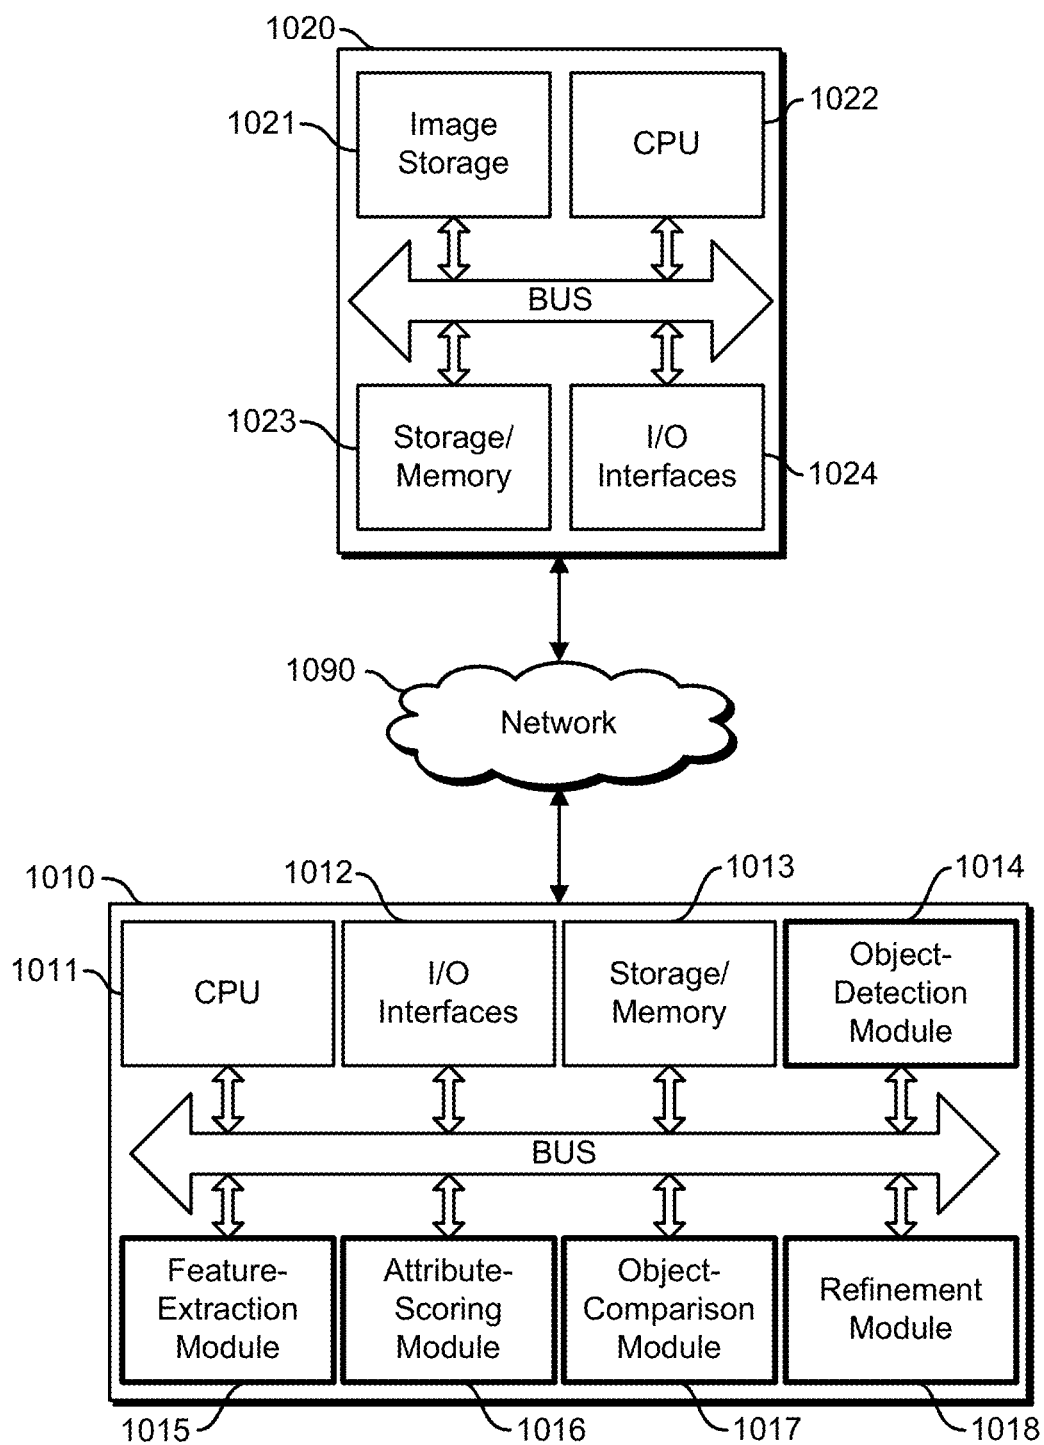 1020
1021
Image
Storage
CPU
1022
BUS
1023
Storage/
Memory
I/O
Interfaces
1024
1090
Network
1010
1012
1013
1014
1011
CPU
I/O
Interfaces
Storage/
Memory
Object-
Detection
Module
BUS
Feature-
Extraction
Module
Attribute-
Scoring
Module
Object-
Comparison
Module
Refinement
Module
1015
1016
1017
1018